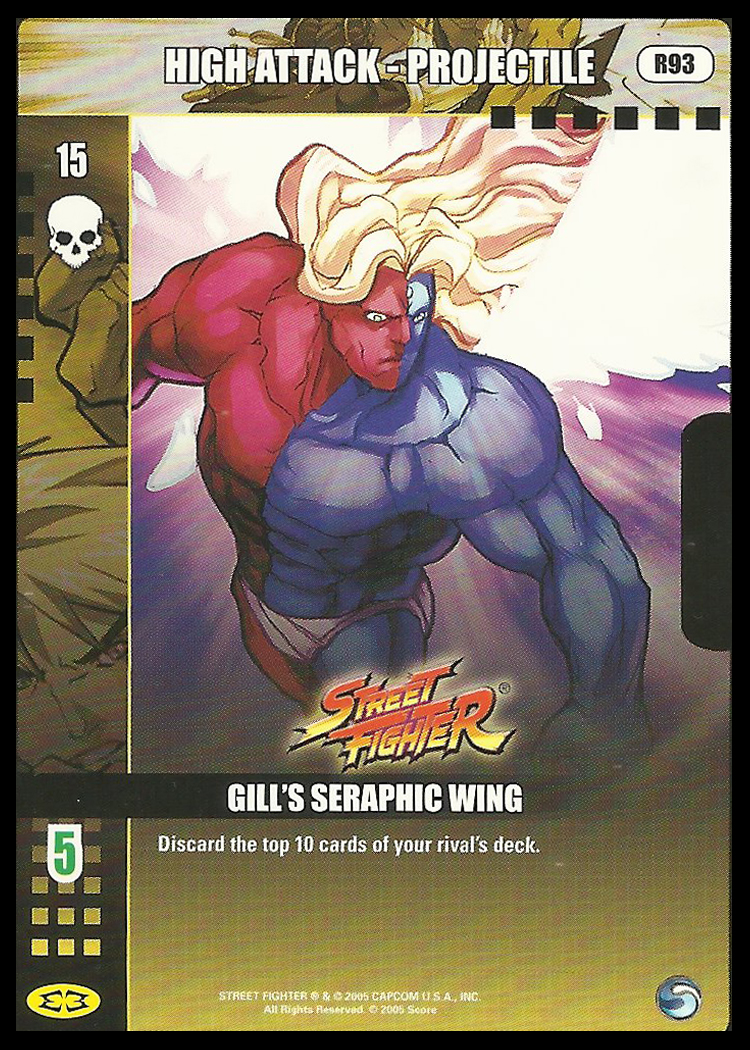 HIGH ATTACK - PROJECTILE
R93
15
STREET
FIGHTER®
GILL'S SERAPHIC WING
5
Discard the top 10 cards of your rival's deck.
STREET FIGHTER ® & © 2005 CAPCOM U.S.A., INC.
All Rights Reserved. © 2005 Score